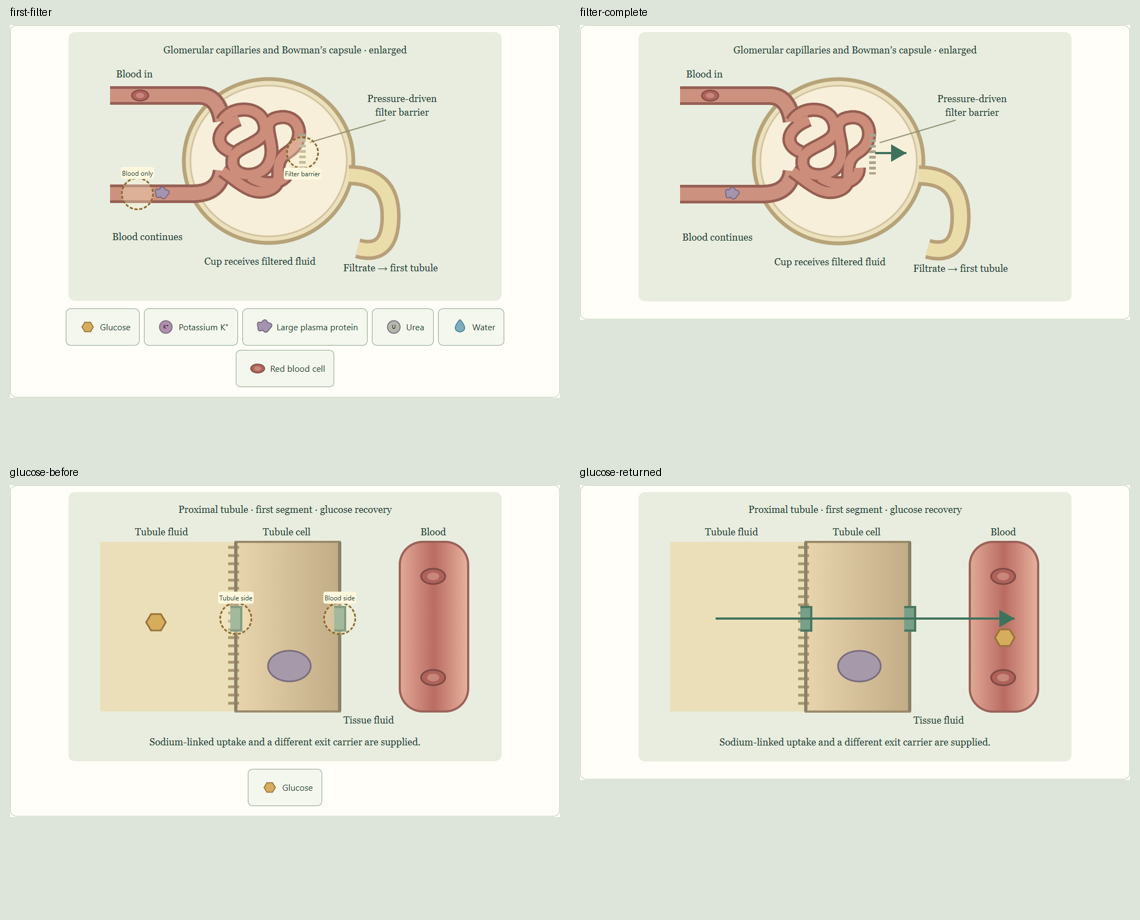 first-filter
Glomerular capillaries and Bowman's capsule · enlarged
Blood in
Pressure-driven
filter barrier
Blood only
Filter barrier
Blood continues
Cup receives filtered fluid
Filtrate → first tubule
Glucose
K⁺
Potassium K⁺
Large plasma protein
U
Urea
Water
Red blood cell
filter-complete
Glomerular capillaries and Bowman's capsule · enlarged
Blood in
Pressure-driven
filter barrier
Blood continues
Cup receives filtered fluid
Filtrate → first tubule
glucose-before
Proximal tubule · first segment · glucose recovery
Tubule fluid
Tubule cell
Blood
Tubule side
Blood side
Tissue fluid
Sodium-linked uptake and a different exit carrier are supplied.
Glucose
glucose-returned
Proximal tubule · first segment · glucose recovery
Tubule fluid
Tubule cell
Blood
Tissue fluid
Sodium-linked uptake and a different exit carrier are supplied.